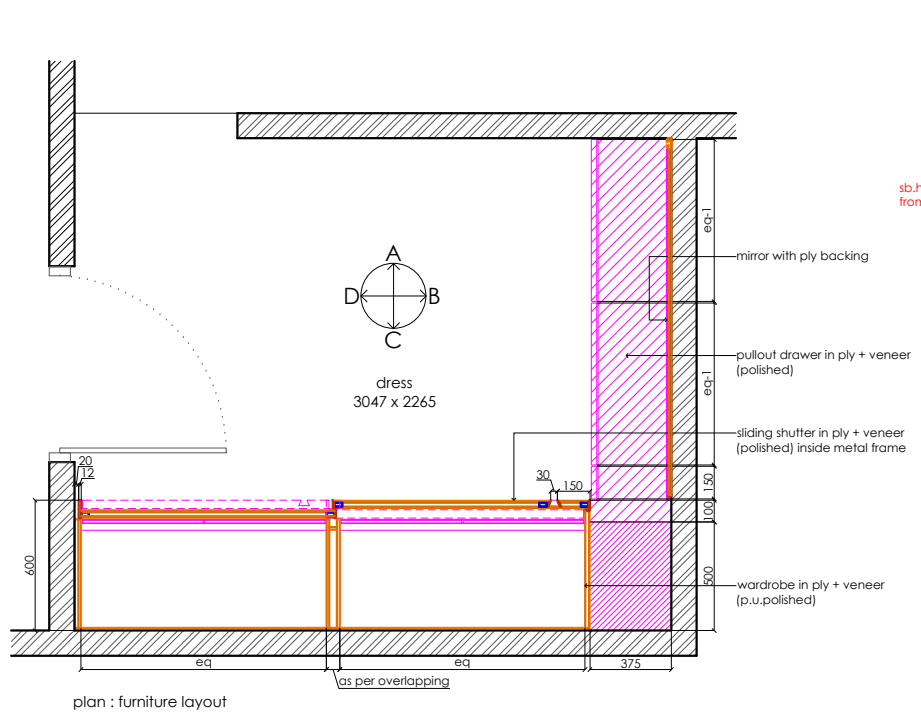 sb.h
fron
eq-1
mirror with ply backing
A
D
B
C
pullout drawer in ply + veneer
(polished)
eq-1
dress
3047 x 2265
sliding shutter in ply + veneer
(polished) inside metal frame
20
12
30
150
150
100
600
500
wardrobe in ply + veneer
(p.u.polished)
eq
eq
375
as per overlapping
plan : furniture layout